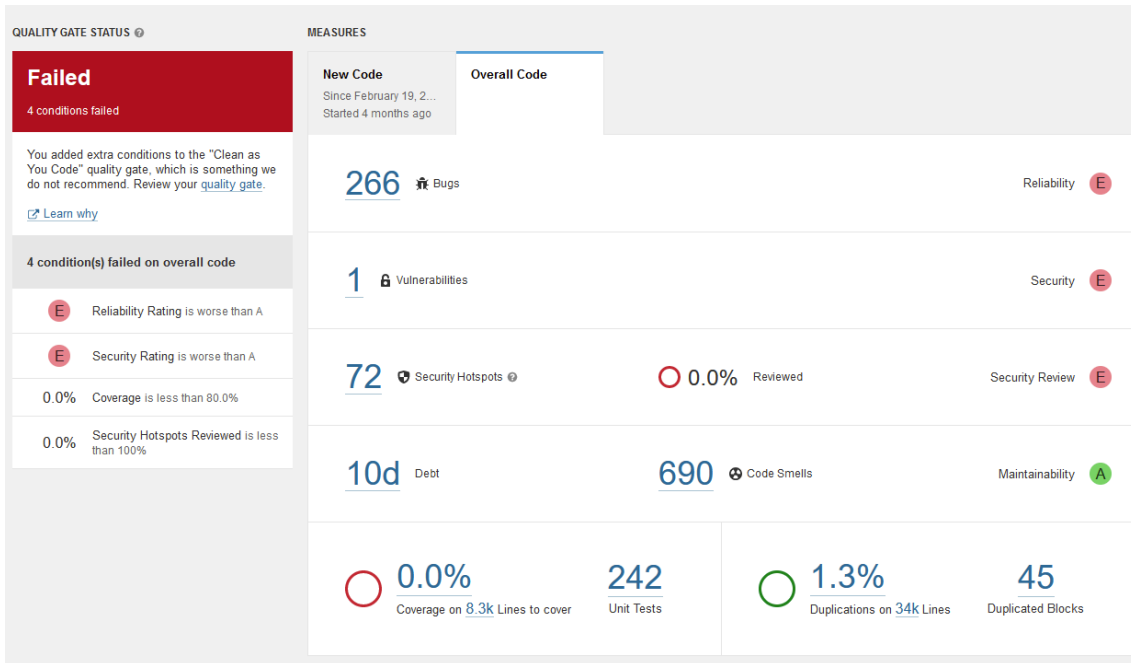 QUALITY GATE STATUS
MEASURES
Failed
4 conditions failed
You added extra conditions to the "Clean as
You Code" quality gate, which is something we
do not recommend. Review your quality gate.
Learn why
4 condition(s) failed on overall code
E Reliability Rating is worse than A
E Security Rating is worse than A
0.0% Coverage is less than 80.0%
0.0% Security Hotspots Reviewed is less
than 100%
New Code
Since February 19, 2...
Started 4 months ago
Overall Code
266 Bugs Reliability E
1 Vulnerabilities Security E
72 Security Hotspots 0.0% Reviewed Security Review E
10d Debt 690 Code Smells Maintainability A
0.0%
Coverage on 8.3k Lines to cover
242
Unit Tests
1.3%
Duplications on 34k Lines
45
Duplicated Blocks